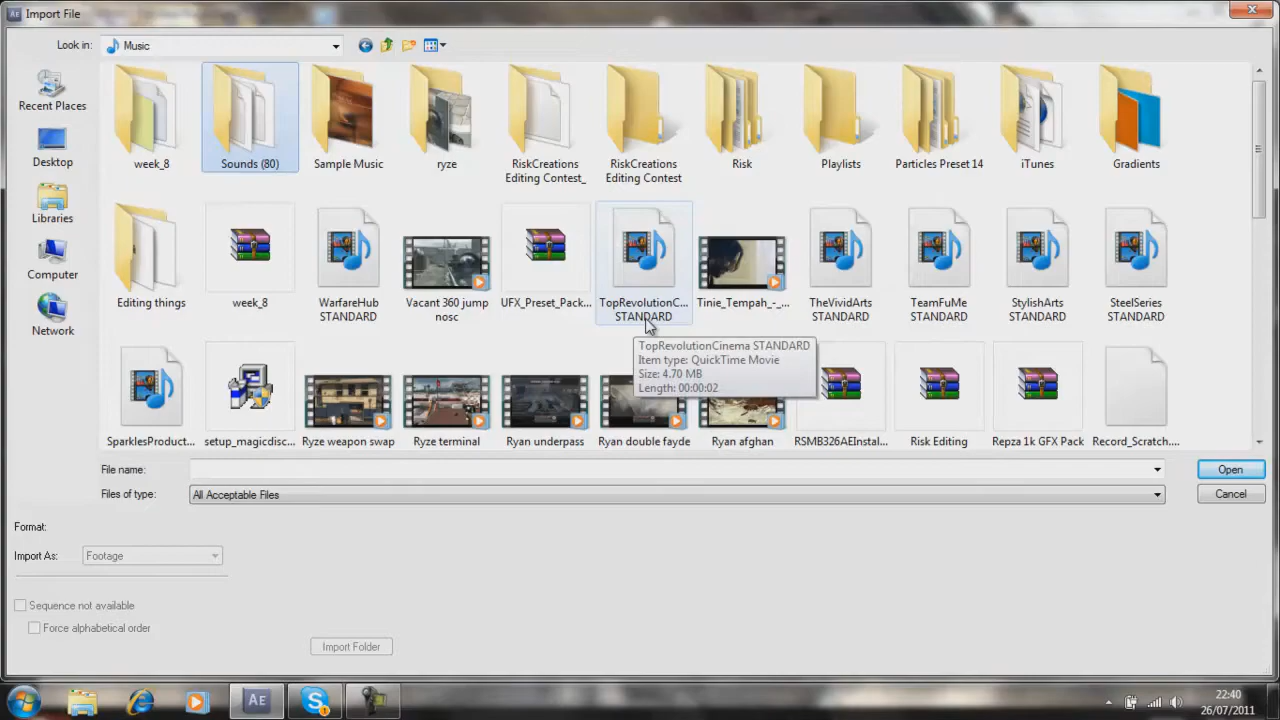 Import File
Look in:
Music
Recent Places
Desktop
Libraries
Computer
Network
week_8
Sounds (80)
Sample Music
ryze
RiskCreations
Editing Contest_
RiskCreations
Editing Contest
Risk
Playlists
Particles Preset 14
iTunes
Gradients
Editing things
week_8
WarfareHub
STANDARD
Vacant 360 jump
nosc
UFX_Preset_Pack...
TopRevolutionC...
STANDARD
Tinie_Tempah_-_...
TheVividArts
STANDARD
TeamFuMe
STANDARD
StylishArts
STANDARD
SteelSeries
STANDARD
TopRevolutionCinema STANDARD
Item type: QuickTime Movie
Size: 4.70 MB
Length: 00:00:02
SparklesProduct...
setup_magicdisc...
Ryze weapon swap
Ryze terminal
Ryan underpass
Ryan double fayde
Ryan afghan
RSMB326AEInstal...
Risk Editing
Repza 1k GFX Pack
Record_Scratch....
File name:
Open
Files of type:
All Acceptable Files
Cancel
Format:
Import As:
Footage
Sequence not available
Force alphabetical order
Import Folder
AE
22:40
26/07/2011